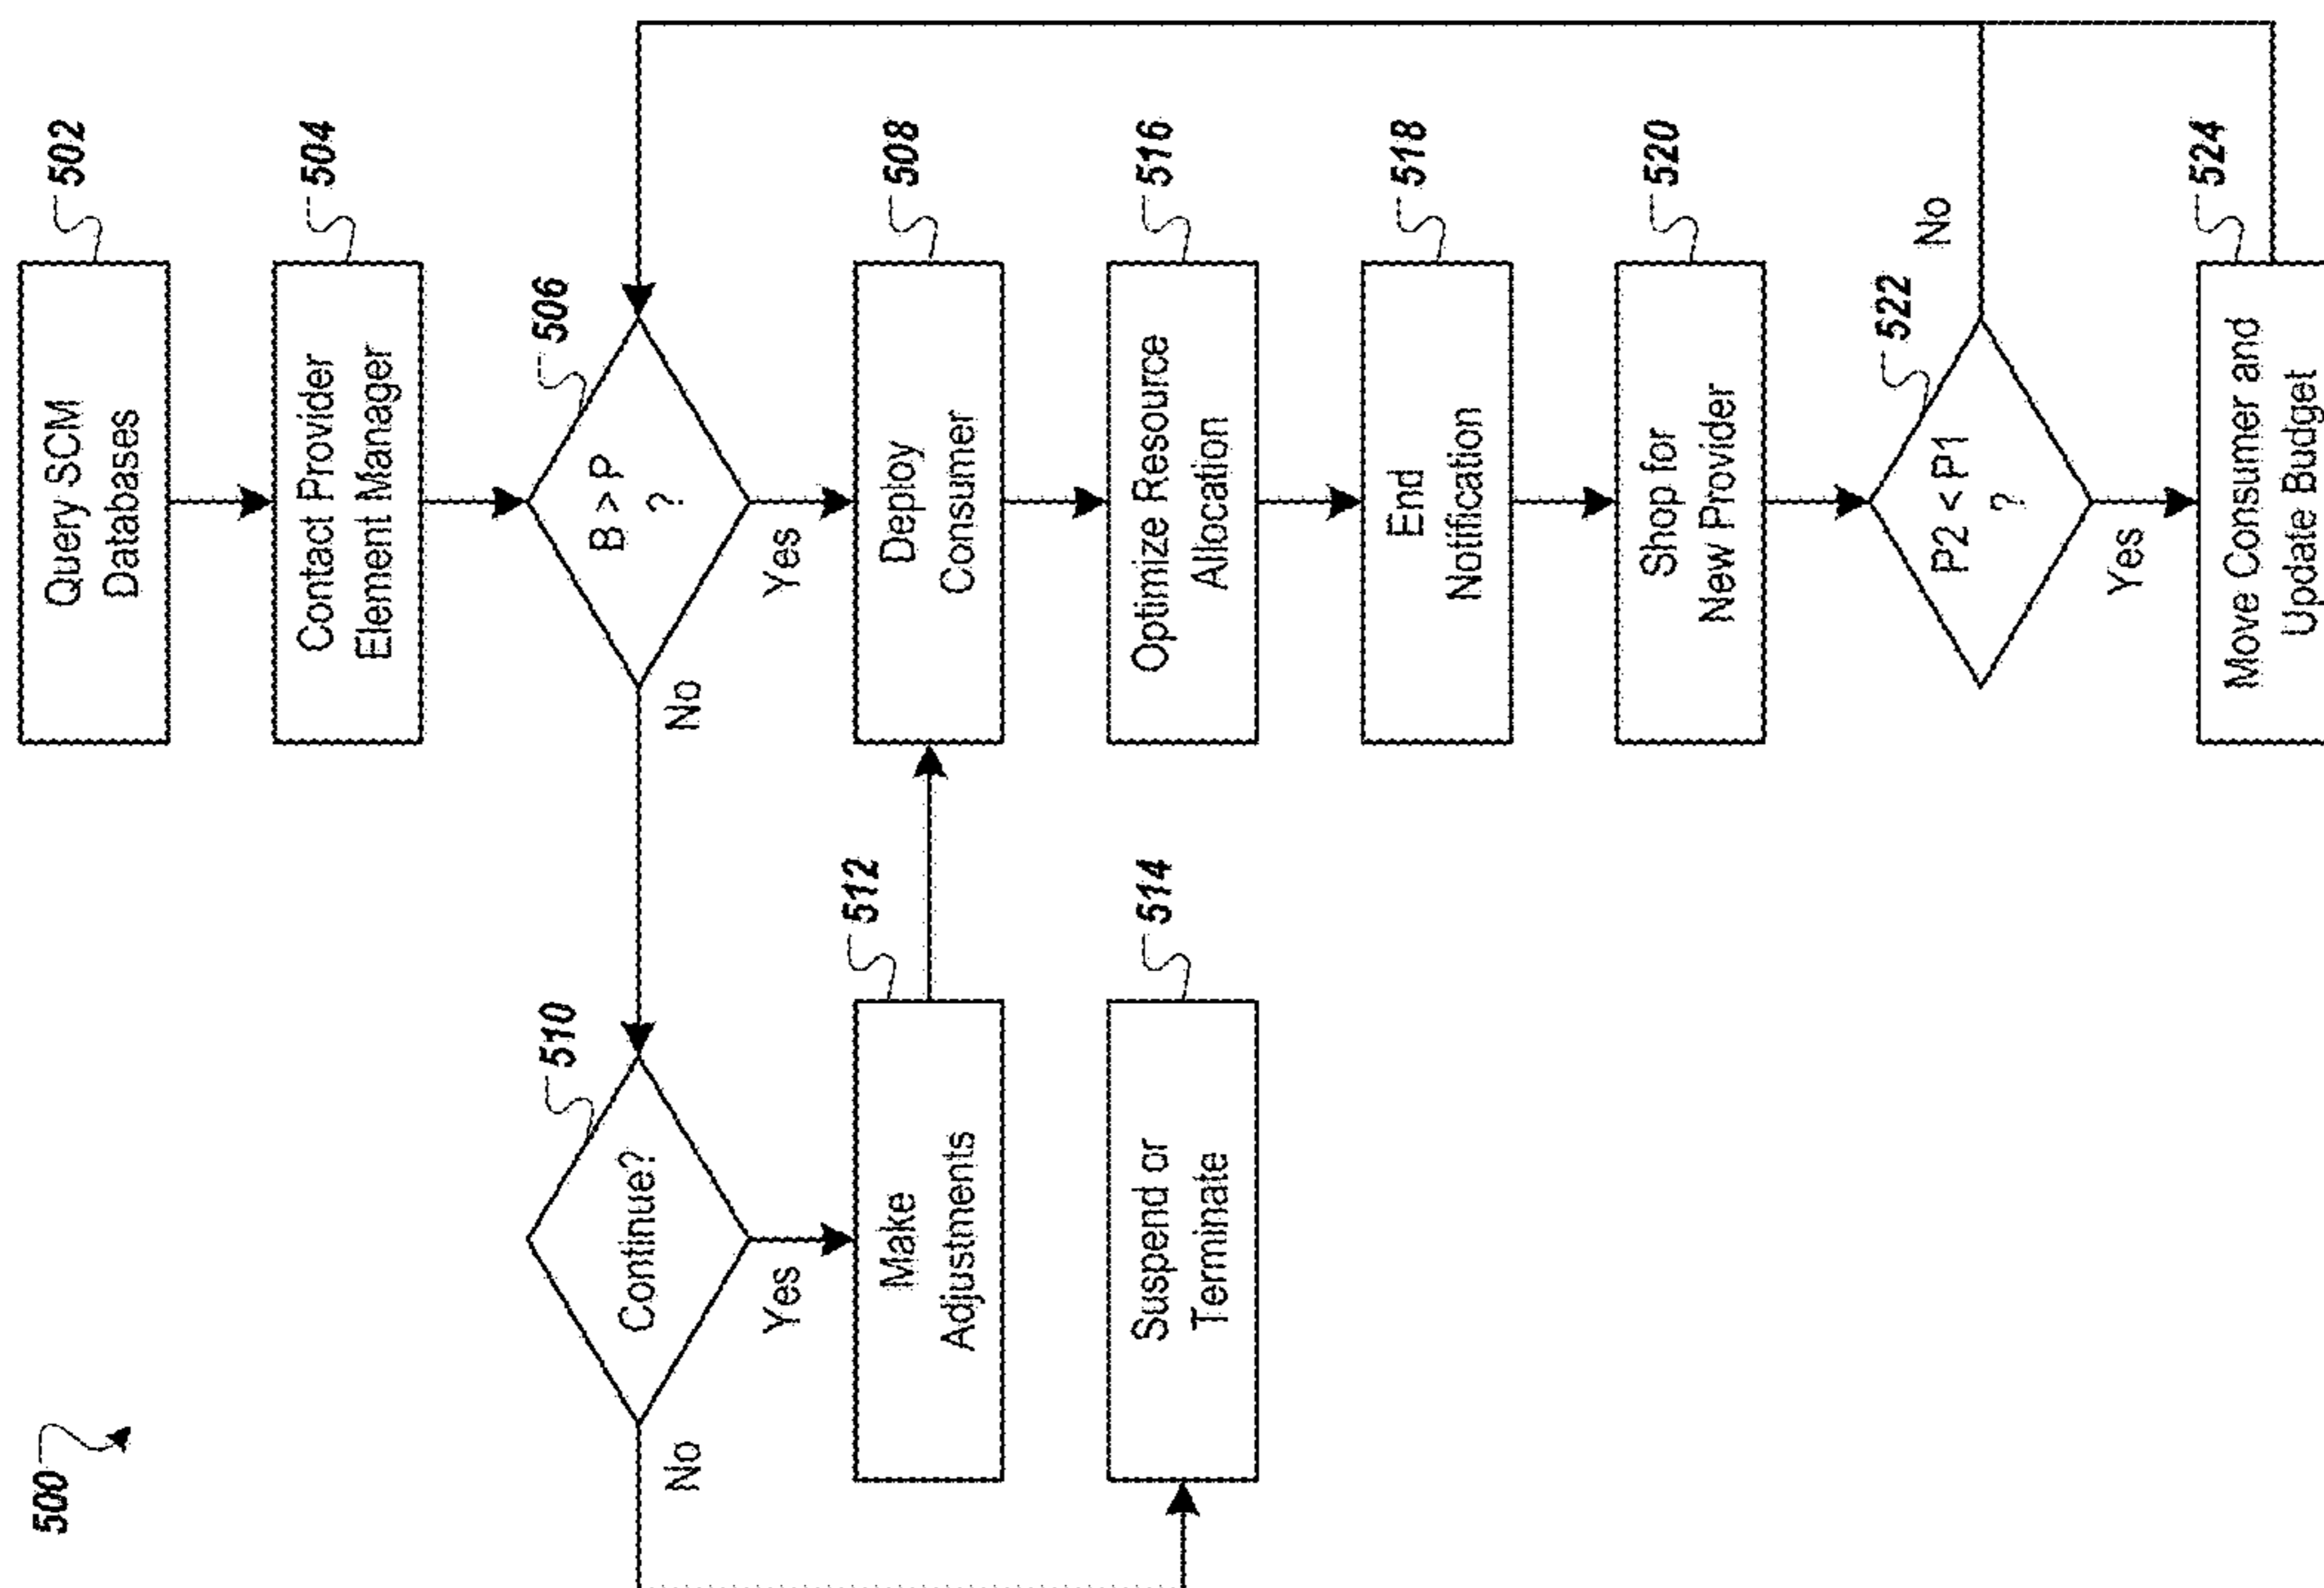 500
Query SCM
Databases
502
Contact Provider
Element Manager
504
B > P
?
506
No
Yes
Continue?
510
No
Yes
Make
Adjustments
512
Deploy
Consumer
508
Suspend or
Terminate
514
Optimize Resource
Allocation
516
End
Notification
518
Shop for
New Provider
520
P2 < P1
?
522
No
Yes
Move Consumer and
Update Budget
524